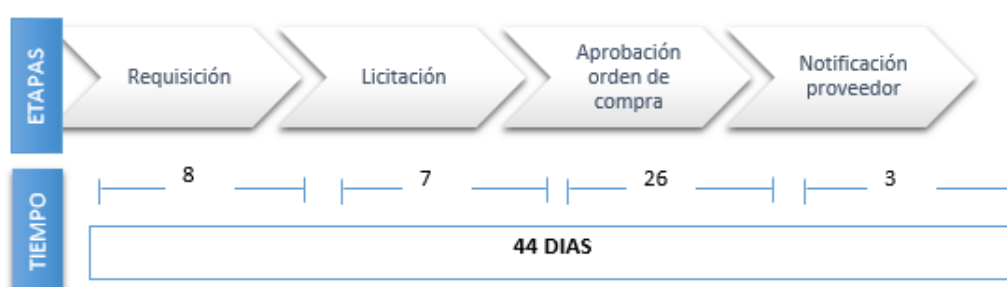 ETAPAS
Requisición
Licitación
Aprobación
orden de
compra
Notificación
proveedor
TIEMPO
8
7
26
3
44 DIAS